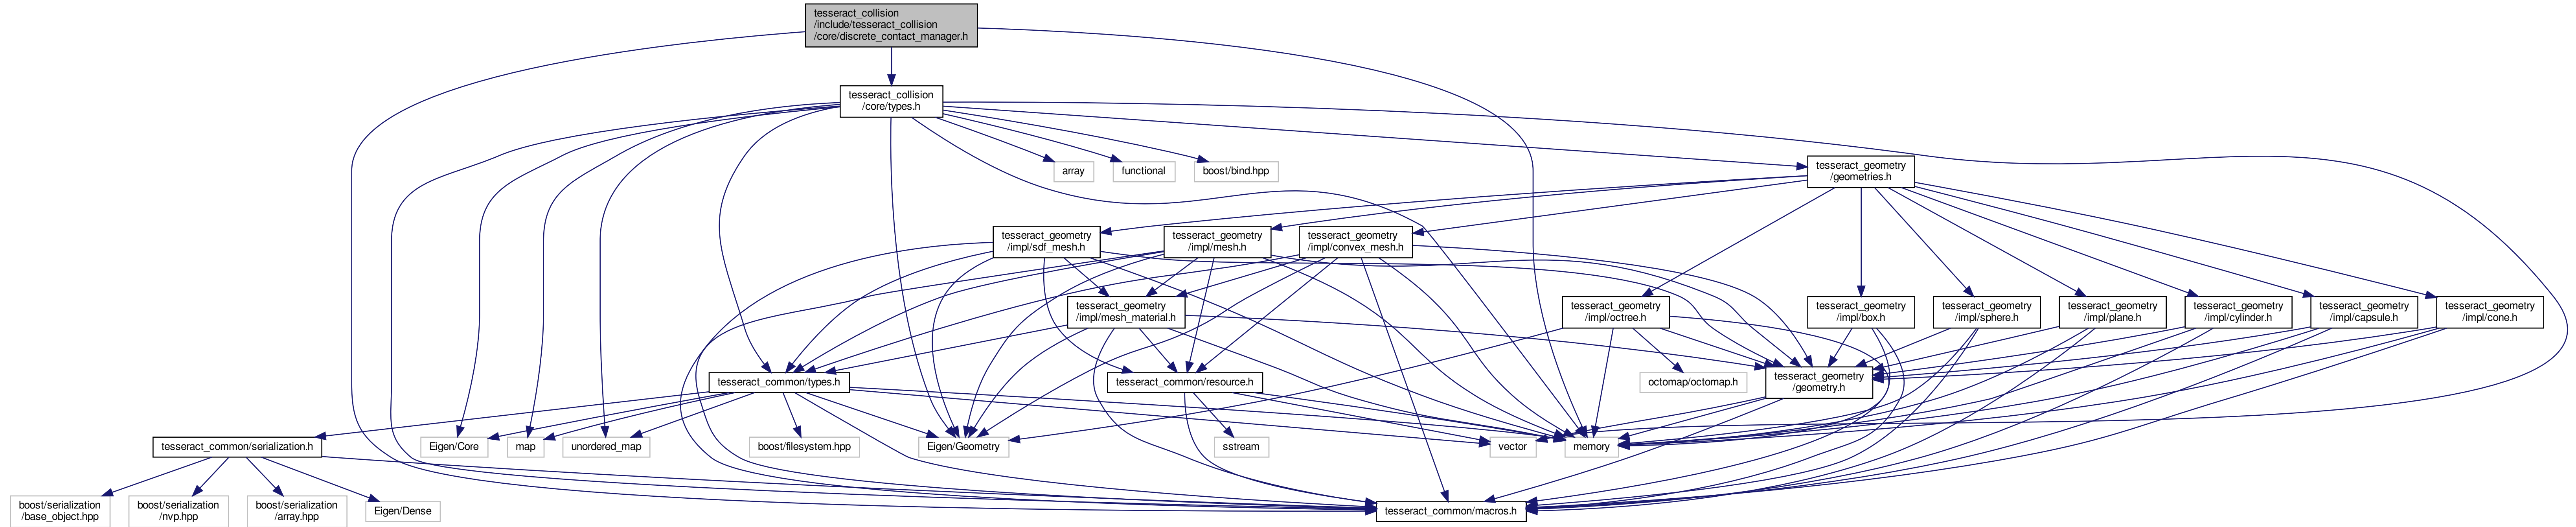 tesseract_collision
/include/tesseract_collision
/core/discrete_contact_manager.h
tesseract_collision
/core/types.h
array
functional
boost/bind.hpp
tesseract_geometry
/geometries.h
tesseract_geometry
/impl/sdf_mesh.h
tesseract_geometry
/impl/mesh.h
tesseract_geometry
/impl/convex_mesh.h
tesseract_geometry
/impl/mesh_material.h
tesseract_geometry
/impl/octree.h
tesseract_geometry
/impl/box.h
tesseract_geometry
/impl/sphere.h
tesseract_geometry
/impl/plane.h
tesseract_geometry
/impl/cylinder.h
tesseract_geometry
/impl/capsule.h
tesseract_geometry
/impl/cone.h
tesseract_common/types.h
tesseract_common/resource.h
octomap/octomap.h
tesseract_geometry
/geometry.h
tesseract_common/serialization.h
Eigen/Core
map
unordered_map
boost/filesystem.hpp
Eigen/Geometry
sstream
vector
memory
boost/serialization
/base_object.hpp
boost/serialization
/nvp.hpp
boost/serialization
/array.hpp
Eigen/Dense
tesseract_common/macros.h